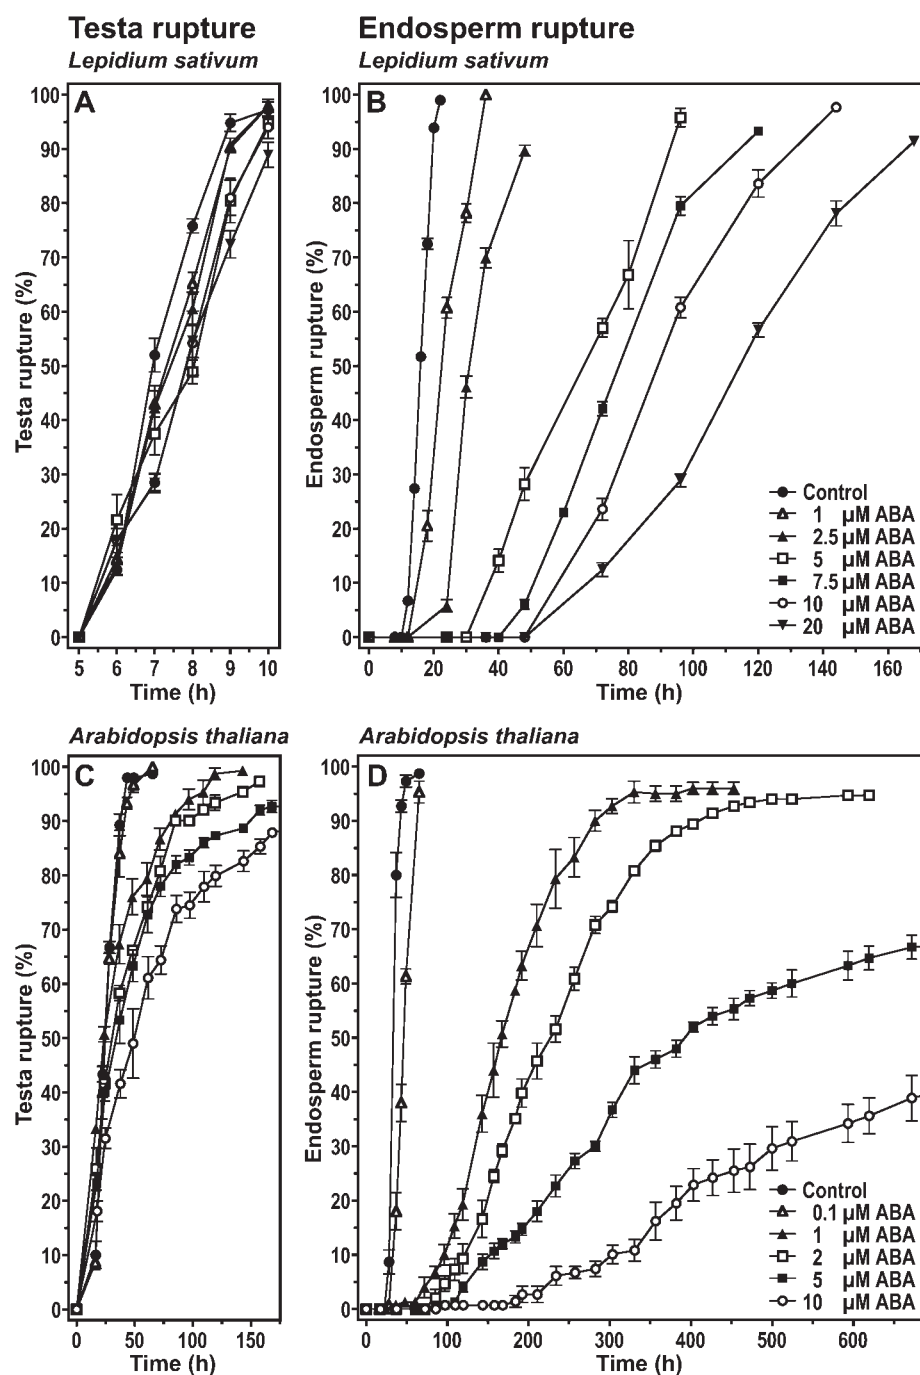 Testa rupture
Endosperm rupture
Lepidium sativum
Lepidium sativum
A
B
100
90
80
70
60
50
40
30
20
10
0
Testa rupture (%)
5 6 7 8 9 10
Time (h)
100
90
80
70
60
50
40
30
20
10
0
Endosperm rupture (%)
0 20 40 60 80 100 120 140 160
Time (h)
Control
1 µM ABA
2.5 µM ABA
5 µM ABA
7.5 µM ABA
10 µM ABA
20 µM ABA
Arabidopsis thaliana
Arabidopsis thaliana
C
D
100
90
80
70
60
50
40
30
20
10
0
Testa rupture (%)
0 50 100 150
Time (h)
100
90
80
70
60
50
40
30
20
10
0
Endosperm rupture (%)
0 100 200 300 400 500 600
Time (h)
Control
0.1 µM ABA
1 µM ABA
2 µM ABA
5 µM ABA
10 µM ABA